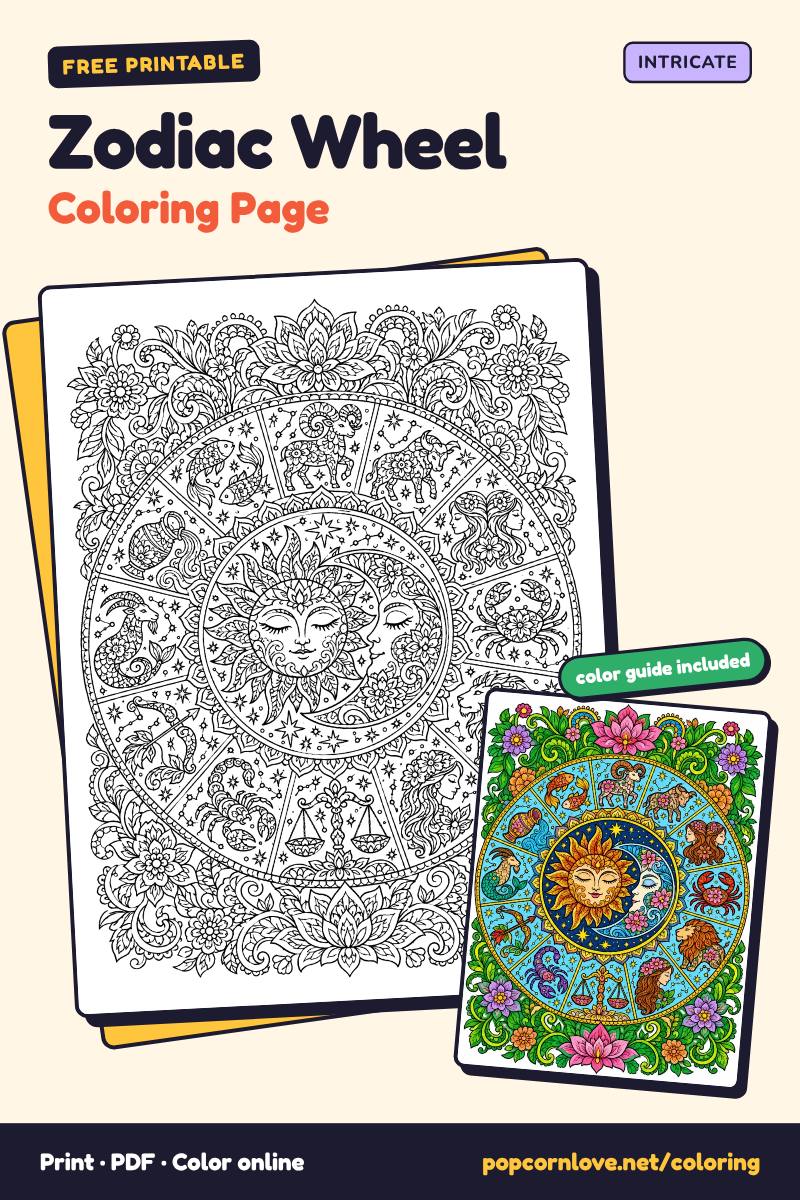 FREE PRINTABLE
INTRICATE
Zodiac Wheel
Coloring Page
color guide included
Print · PDF · Color online
popcornlove.net/coloring